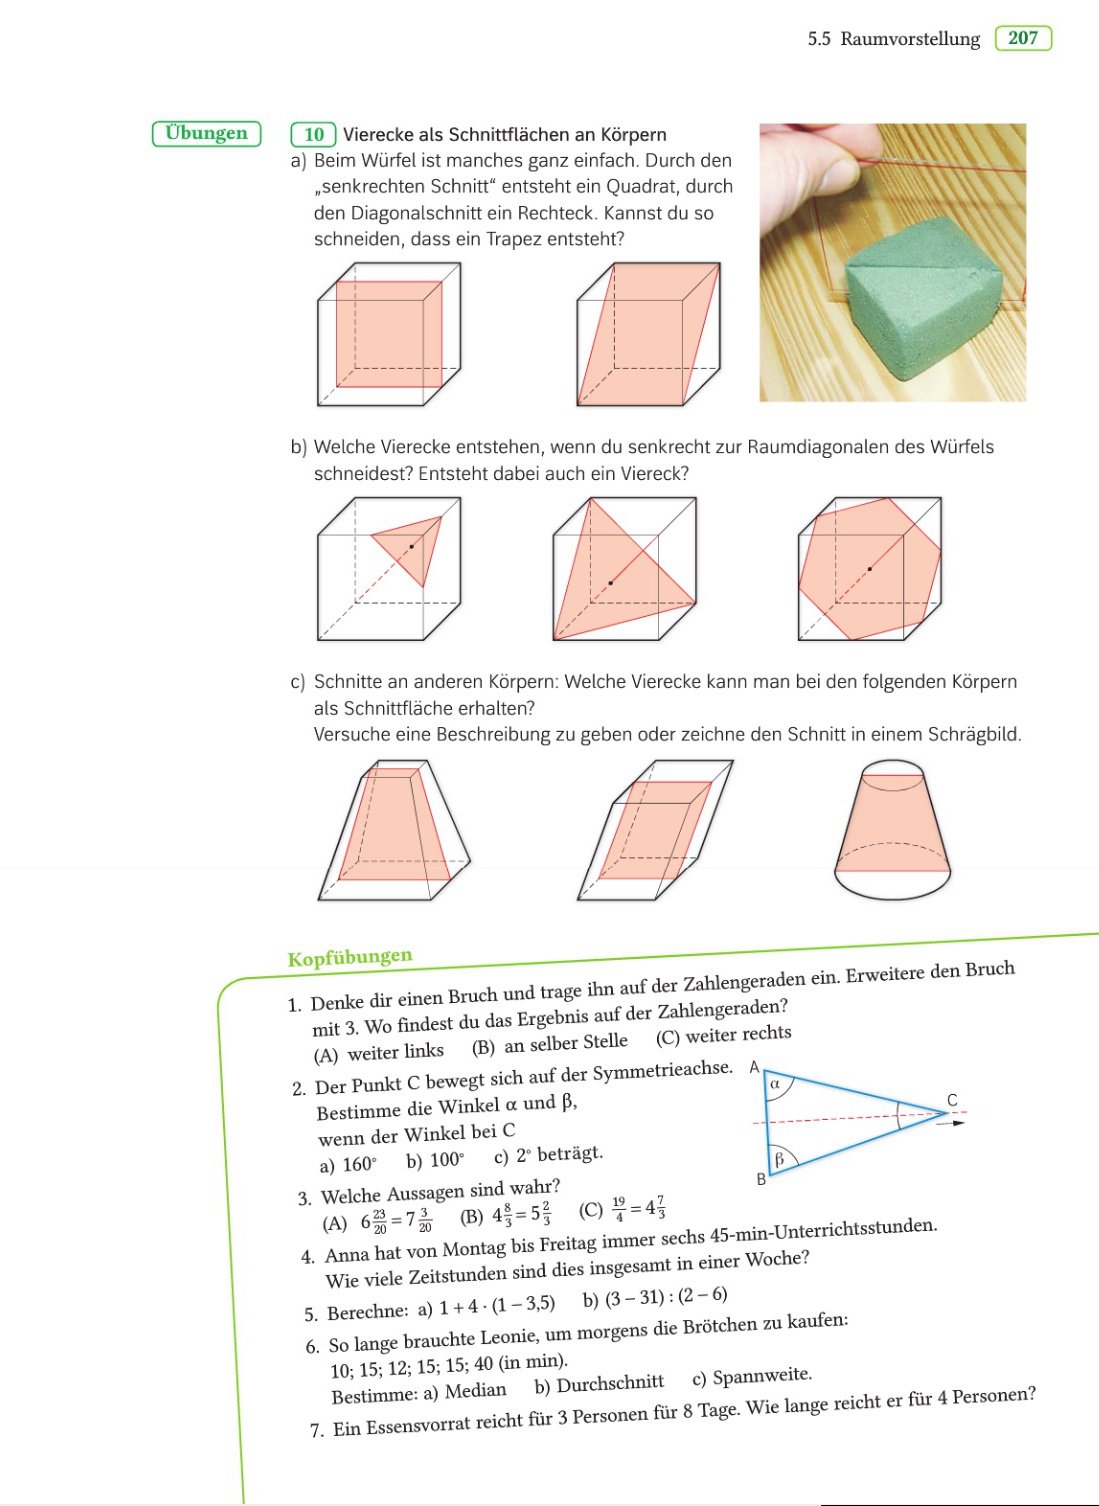 5.5 Raumvorstellung 207
Übungen
10 Vierecke als Schnittflächen an Körpern
a) Beim Würfel ist manches ganz einfach. Durch den
„senkrechten Schnitt“ entsteht ein Quadrat, durch
den Diagonalschnitt ein Rechteck. Kannst du so
schneiden, dass ein Trapez entsteht?
b) Welche Vierecke entstehen, wenn du senkrecht zur Raumdiagonalen des Würfels
schneidest? Entsteht dabei auch ein Viereck?
c) Schnitte an anderen Körpern: Welche Vierecke kann man bei den folgenden Körpern
als Schnittfläche erhalten?
Versuche eine Beschreibung zu geben oder zeichne den Schnitt in einem Schrägbild.
Kopfübungen
1. Denke dir einen Bruch und trage ihn auf der Zahlengeraden ein. Erweitere den Bruch
mit 3. Wo findest du das Ergebnis auf der Zahlengeraden?
(A) weiter links (B) an selber Stelle (C) weiter rechts
2. Der Punkt C bewegt sich auf der Symmetrieachse.
Bestimme die Winkel α und β,
wenn der Winkel bei C
a) 160° b) 100° c) 2° beträgt.
A
α
C
β
B
3. Welche Aussagen sind wahr?
(A) 6 23/20 = 7 3/20 (B) 4 8/3 = 5 2/3 (C) 19/4 = 4 7/3
4. Anna hat von Montag bis Freitag immer sechs 45-min-Unterrichtsstunden.
Wie viele Zeitstunden sind dies insgesamt in einer Woche?
5. Berechne: a) 1 + 4 · (1 – 3,5) b) (3 – 31) : (2 – 6)
6. So lange brauchte Leonie, um morgens die Brötchen zu kaufen:
10; 15; 12; 15; 15; 40 (in min).
Bestimme: a) Median b) Durchschnitt c) Spannweite.
7. Ein Essensvorrat reicht für 3 Personen für 8 Tage. Wie lange reicht er für 4 Personen?